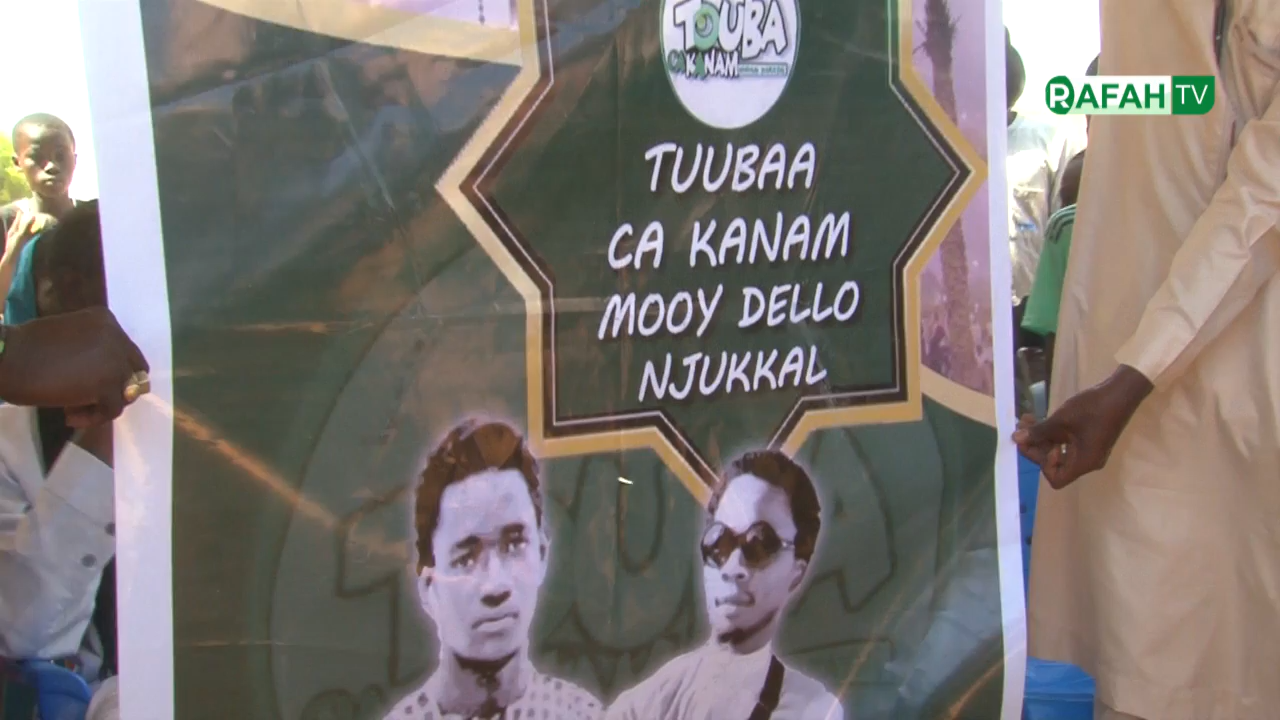 TOUBA
CA KANAM
RAFAH TV
TUUBAA
CA KANAM
MOOY DELLO
NJUKKAL